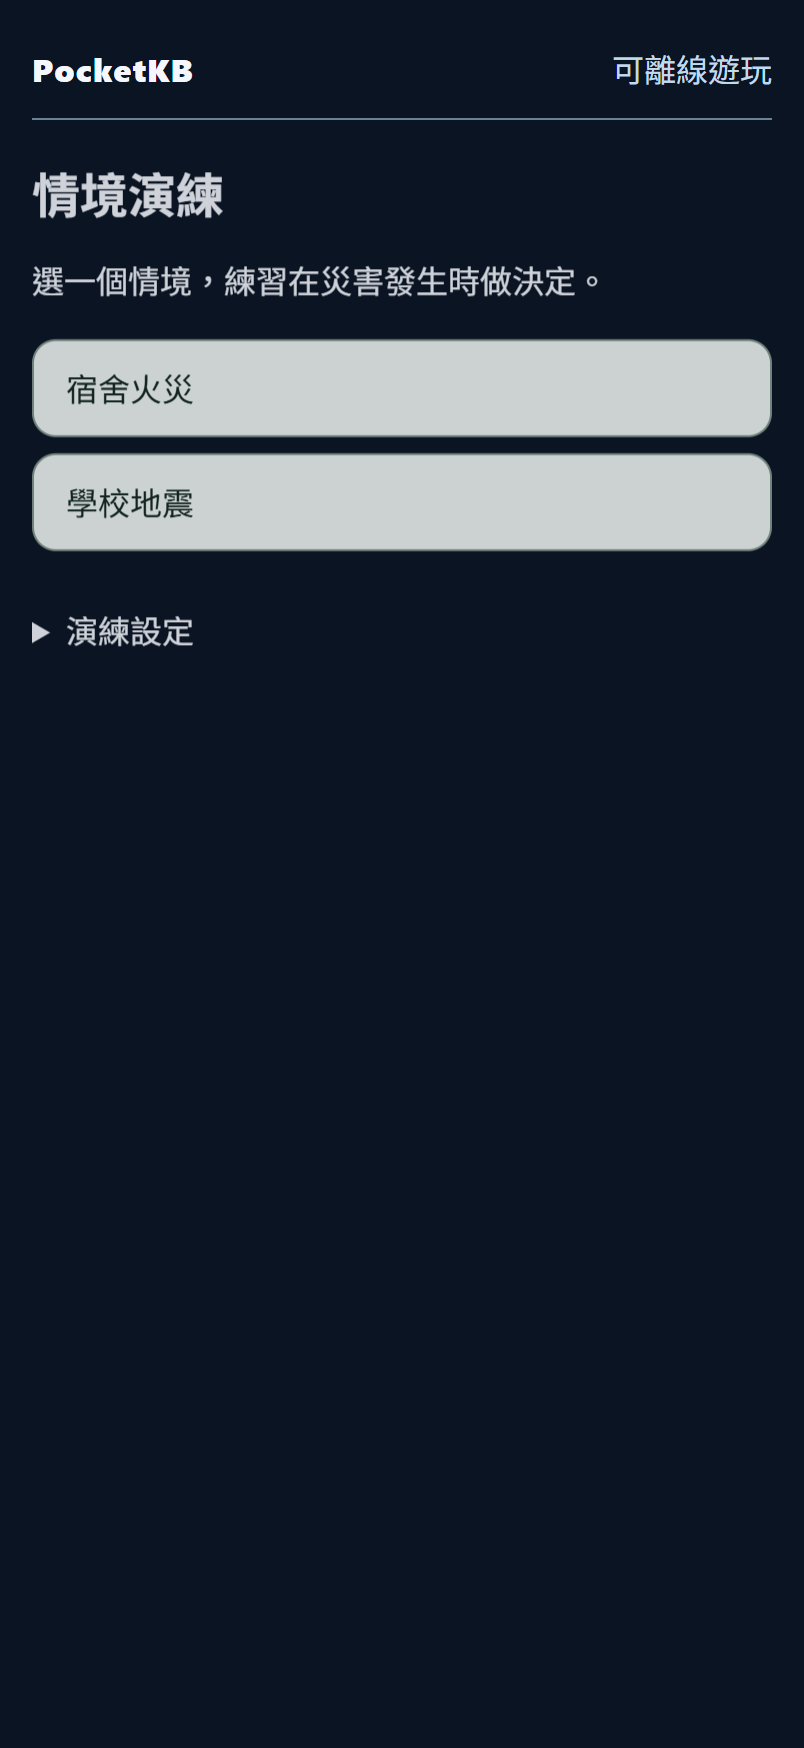 PocketKB
可離線遊玩
情境演練
選一個情境，練習在災害發生時做決定。
宿舍火災
學校地震
▶ 演練設定